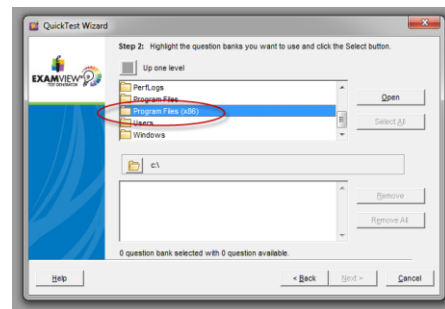 QuickTest Wizard
Step 2: Highlight the question banks you want to use and click the Select button.
Up one level
EXAMVIEW
TEST GENERATOR
PerfLogs
Program Files
Program Files (x86)
Users
Windows
Open
Select All
c:\
Remove
Remove All
0 question bank selected with 0 question available.
Help
< Back
Next >
Cancel